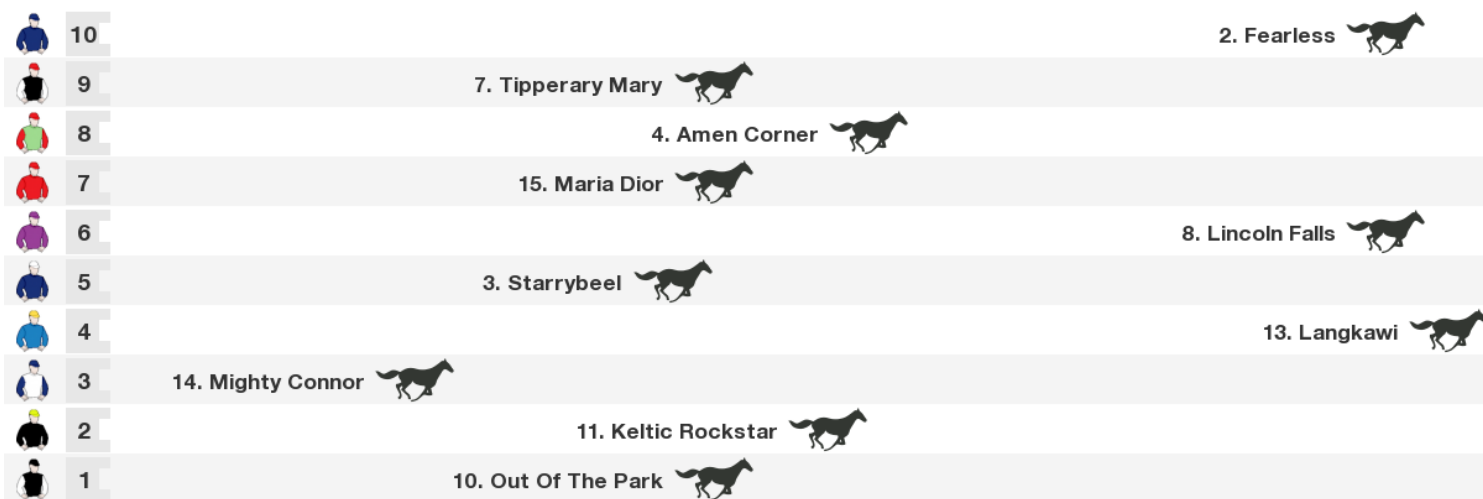 10 2. Fearless
9 7. Tipperary Mary
8 4. Amen Corner
7 15. Maria Dior
6 8. Lincoln Falls
5 3. Starrybeel
4 13. Langkawi
3 14. Mighty Connor
2 11. Keltic Rockstar
1 10. Out Of The Park